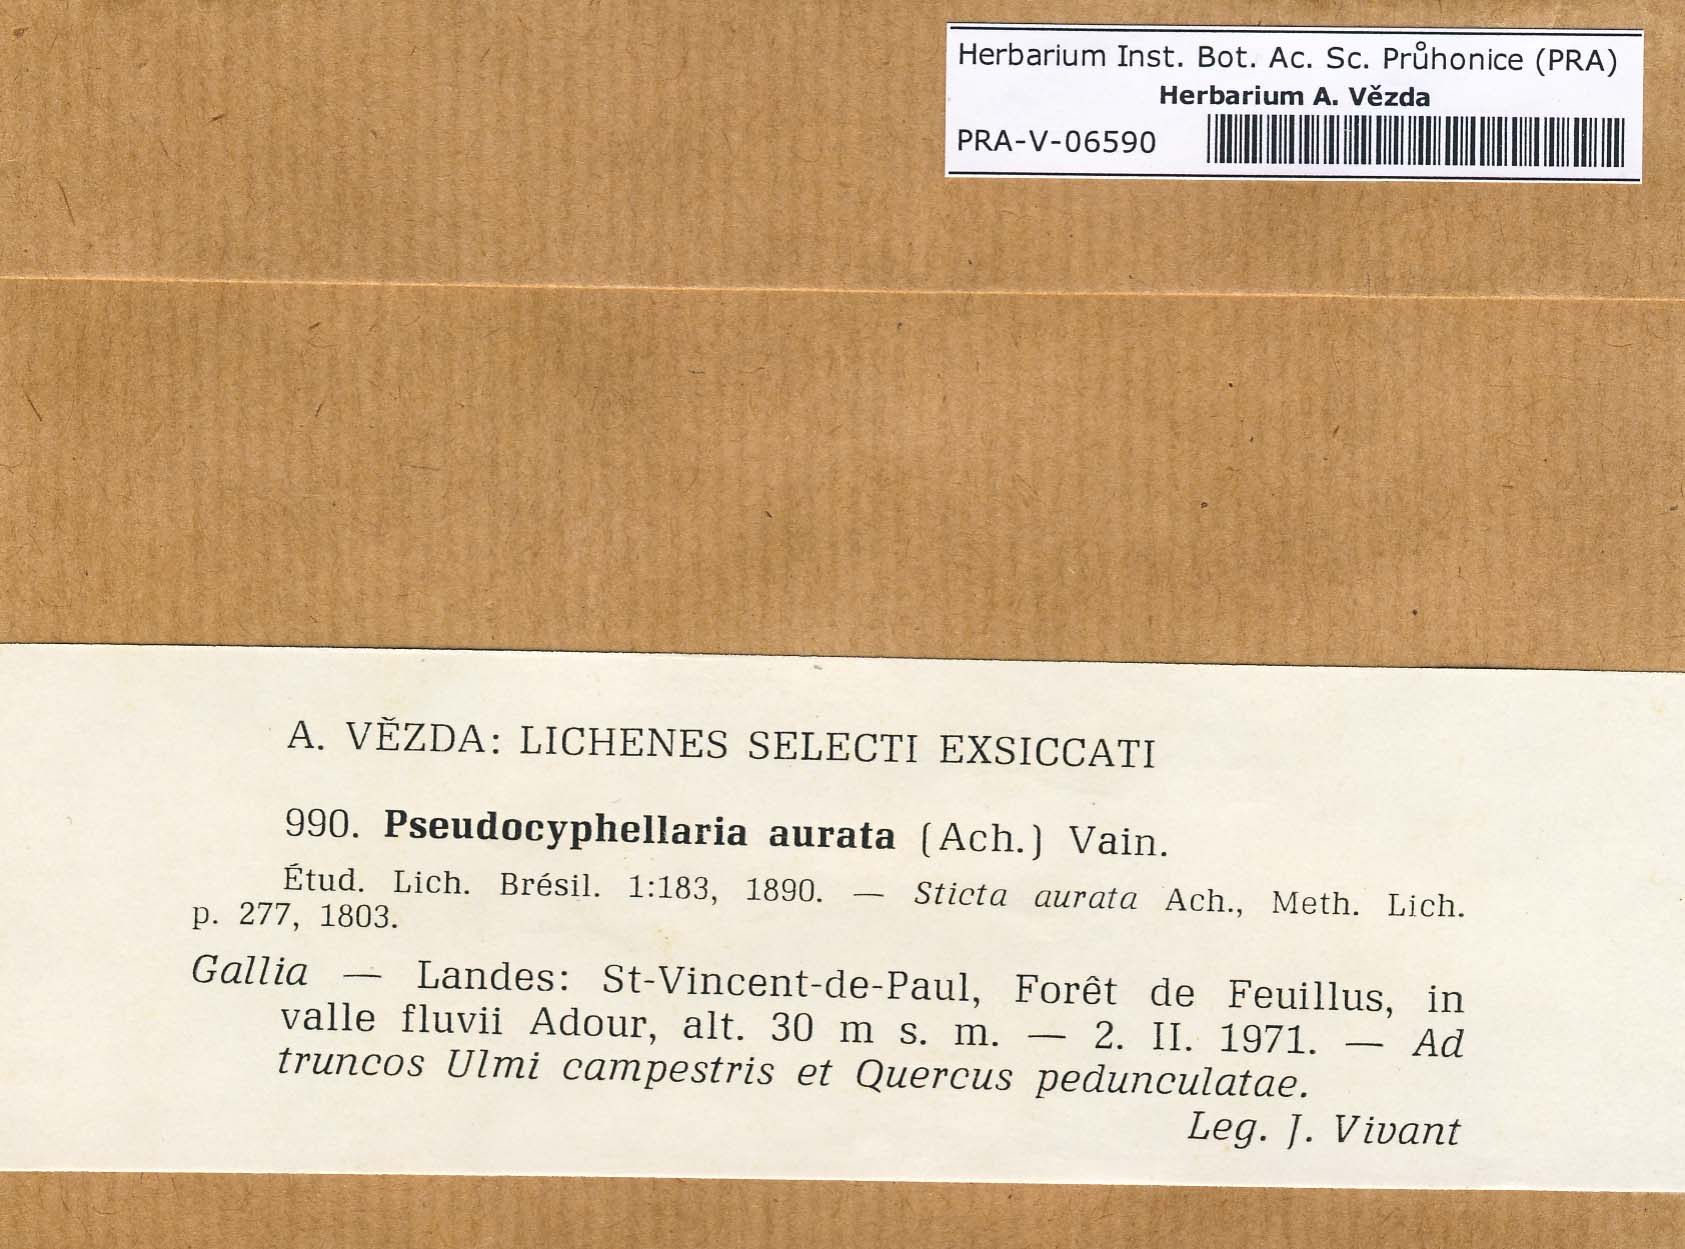 Herbarium Inst. Bot. Ac. Sc. Průhonice (PRA)
Herbarium A. Vězda
PRA-V-06590
A. VĚZDA: LICHENES SELECTI EXSICCATI
990. Pseudocyphellaria aurata (Ach.) Vain.
Étud. Lich. Brésil. 1:183, 1890. — Sticta aurata Ach., Meth. Lich.
p. 277, 1803.
Gallia — Landes: St-Vincent-de-Paul, Forêt de Feuillus, in
valle fluvii Adour, alt. 30 m s. m. — 2. II. 1971. — Ad
truncos Ulmi campestris et Quercus pedunculatae.
Leg. J. Vivant